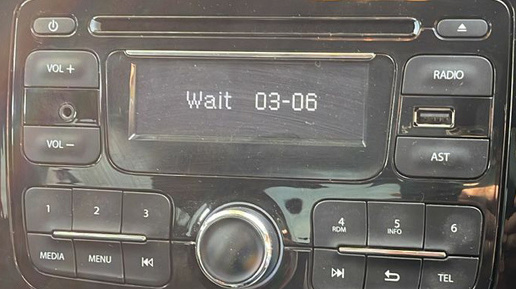 VOL +
Wait 03-06
RADIO
VOL −
AST
1 2 3
4 RDM 5 INFO 6
MEDIA MENU
TEL